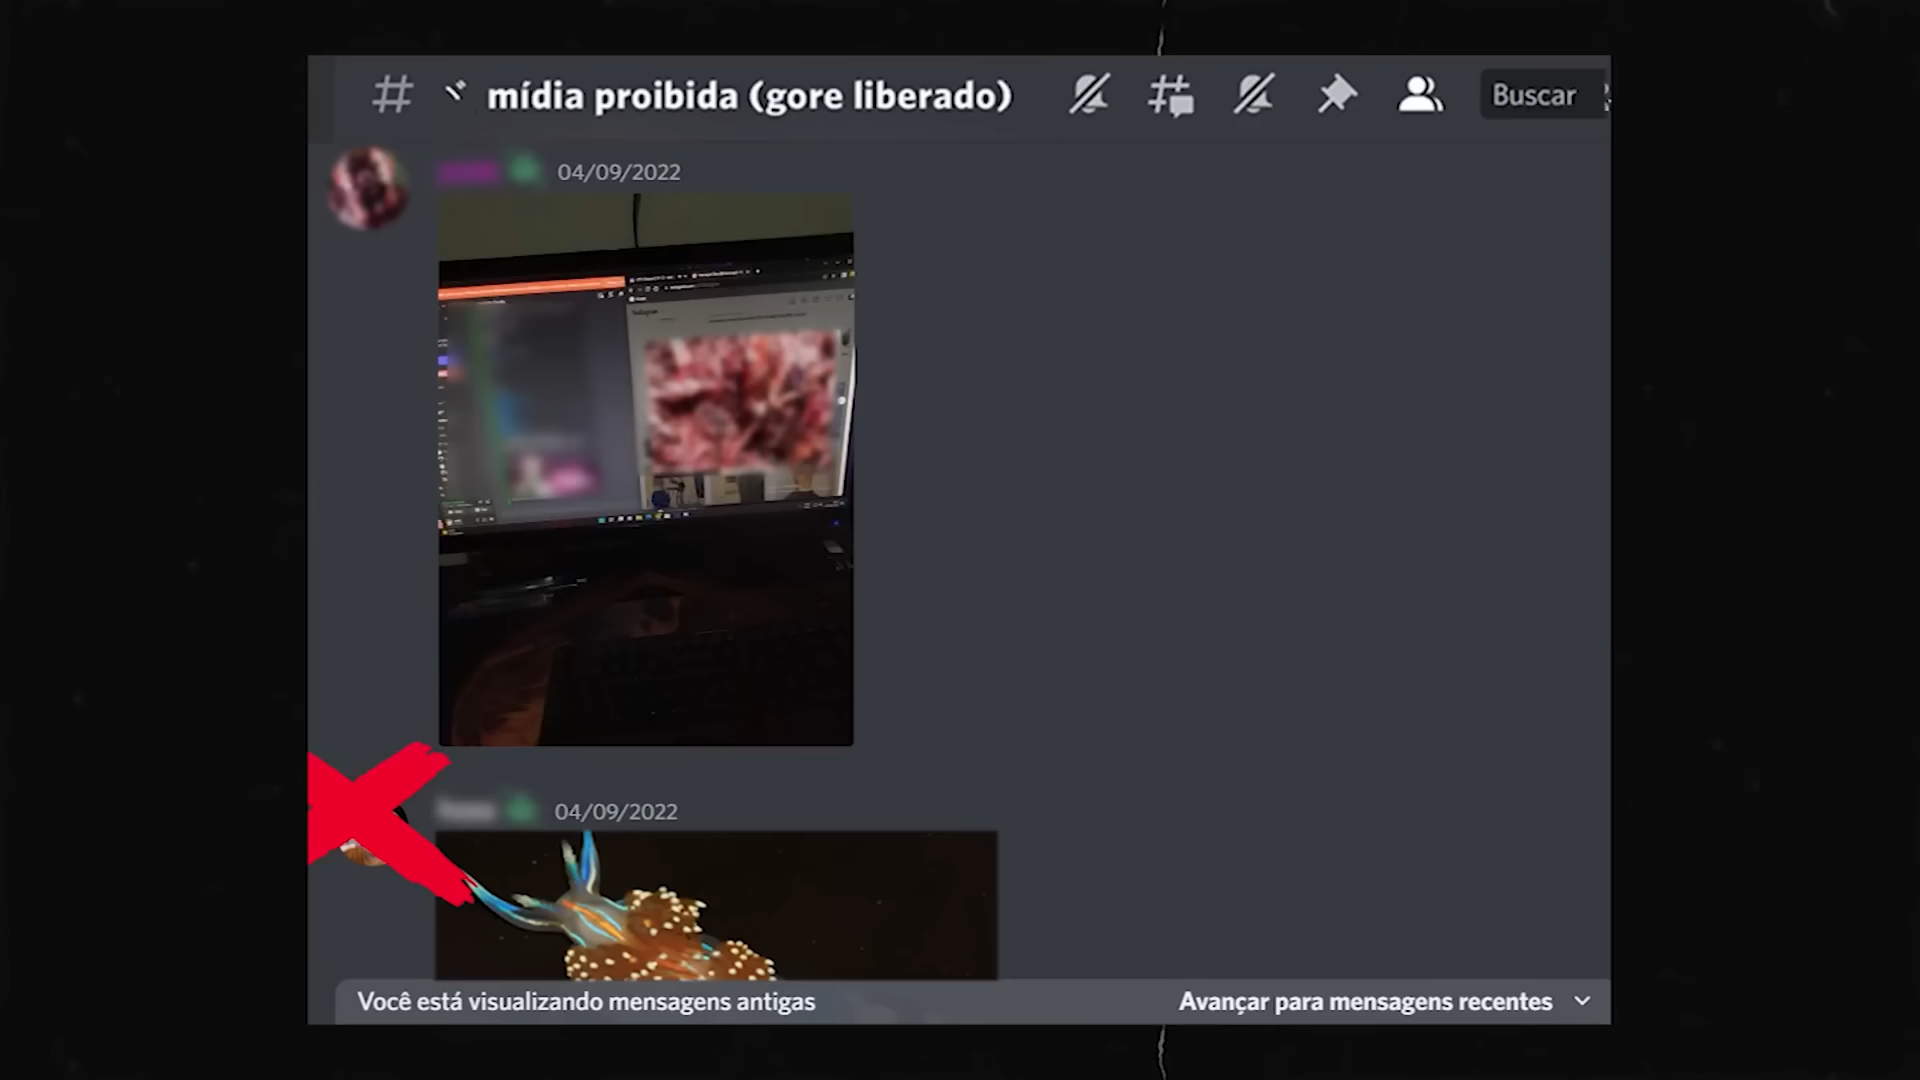 mídia proibida (gore liberado)
Buscar
04/09/2022
04/09/2022
Você está visualizando mensagens antigas
Avançar para mensagens recentes